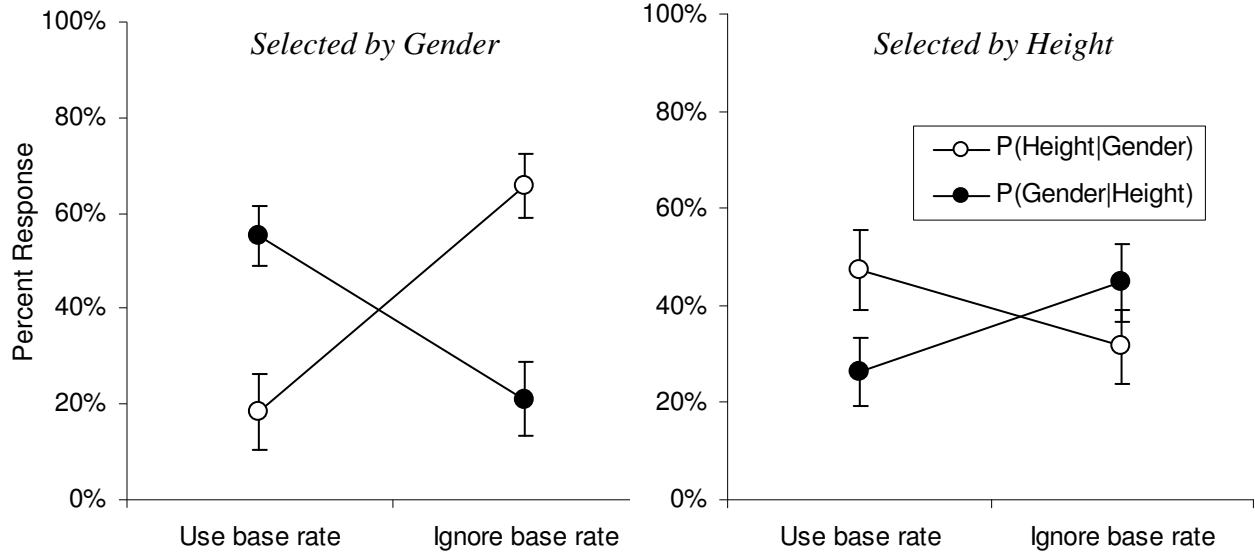 Selected by Gender
100%
80%
60%
40%
20%
0%
Percent Response
Use base rate
Ignore base rate
Selected by Height
100%
80%
60%
40%
20%
0%
P(Height|Gender)
P(Gender|Height)
Use base rate
Ignore base rate